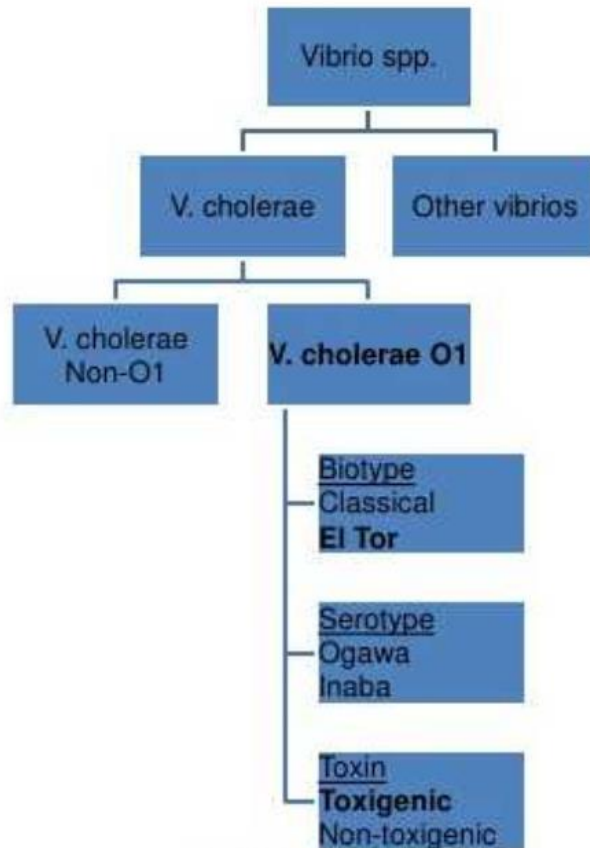 Vibrio spp.
V. cholerae
Other vibrios
V. cholerae
Non-O1
V. cholerae O1
Biotype
Classical
El Tor
Serotype
Ogawa
Inaba
Toxin
Toxigenic
Non-toxigenic